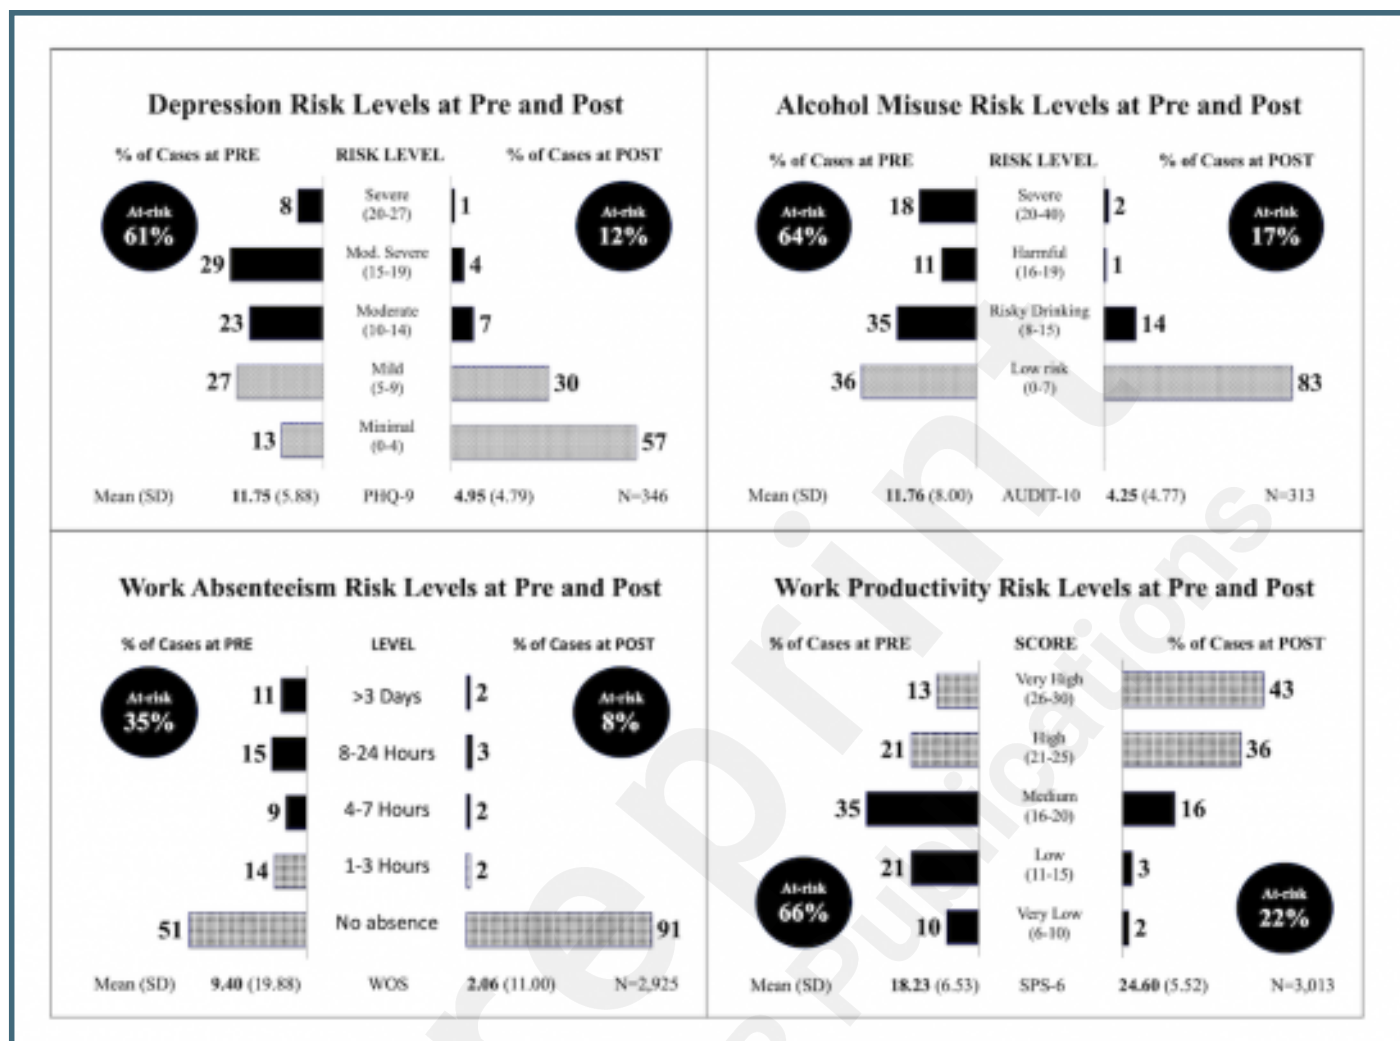 Depression Risk Levels at Pre and Post
% of Cases at PRE RISK LEVEL % of Cases at POST
At-risk
61%
At-risk
12%
8 Severe 1
(20-27)
29 Mod. Severe 4
(15-19)
23 Moderate 7
(10-14)
27 Mild 30
(5-9)
13 Minimal 57
(0-4)
Mean (SD) 11.75 (5.88) PHQ-9 4.95 (4.79) N=346
Alcohol Misuse Risk Levels at Pre and Post
% of Cases at PRE RISK LEVEL % of Cases at POST
At-risk
64%
At-risk
17%
18 Severe 2
(20-40)
11 Harmful 1
(16-19)
35 Risky Drinking 14
(8-15)
36 Low risk 83
(0-7)
Mean (SD) 11.76 (8.00) AUDIT-10 4.25 (4.77) N=313
Work Absenteeism Risk Levels at Pre and Post
% of Cases at PRE LEVEL % of Cases at POST
At-risk
35%
At-risk
8%
11 >3 Days 2
15 8-24 Hours 3
9 4-7 Hours 2
14 1-3 Hours 2
51 No absence 91
Mean (SD) 9.40 (19.88) WOS 2.06 (11.00) N=2,925
Work Productivity Risk Levels at Pre and Post
% of Cases at PRE SCORE % of Cases at POST
13 Very High 43
(26-30)
21 High 36
(21-25)
35 Medium 16
(16-20)
21 Low 3
(11-15)
10 Very Low 2
(6-10)
At-risk
66%
At-risk
22%
Mean (SD) 18.23 (6.53) SPS-6 24.60 (5.52) N=3,013
reprint
Publications